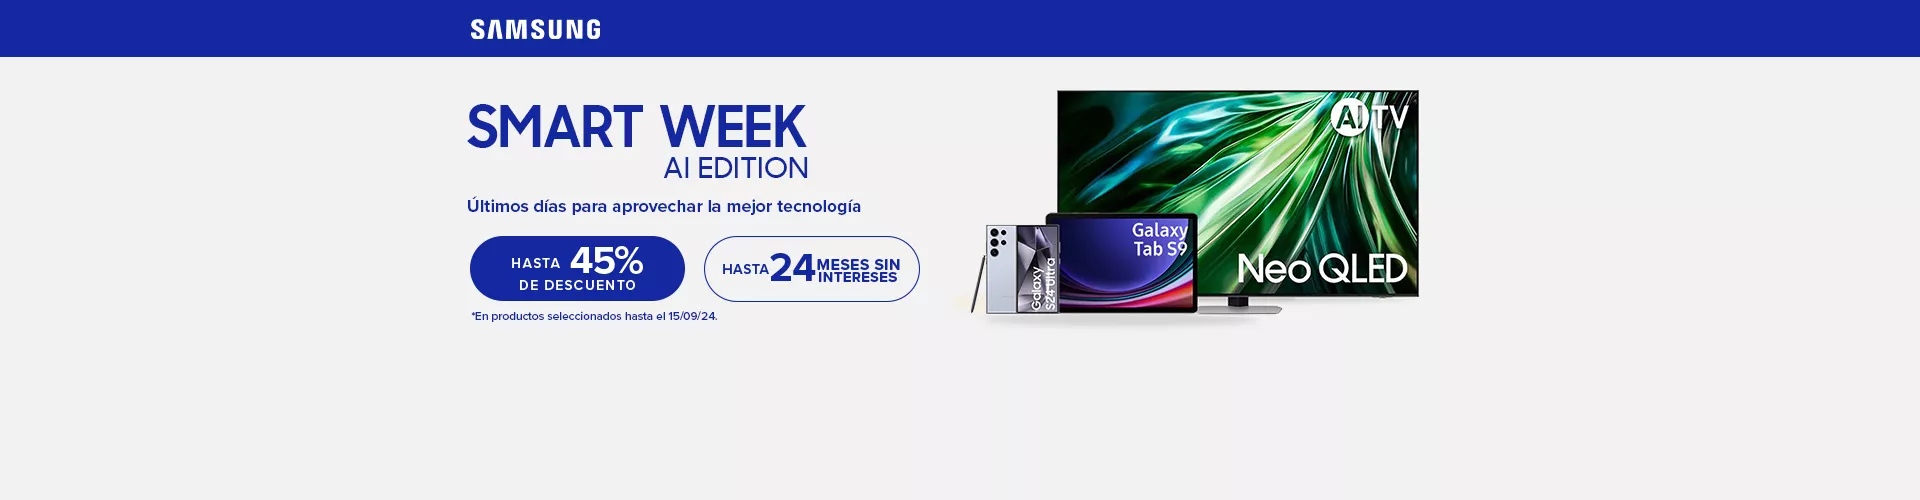 SAMSUNG
SMART WEEK
AI EDITION
Últimos días para aprovechar la mejor tecnología
HASTA 45%
DE DESCUENTO
HASTA 24 MESES SIN
INTERESES
*En productos seleccionados hasta el 15/09/24.
AI TV
Galaxy
Tab S9
Neo QLED
Galaxy
S24 Ultra